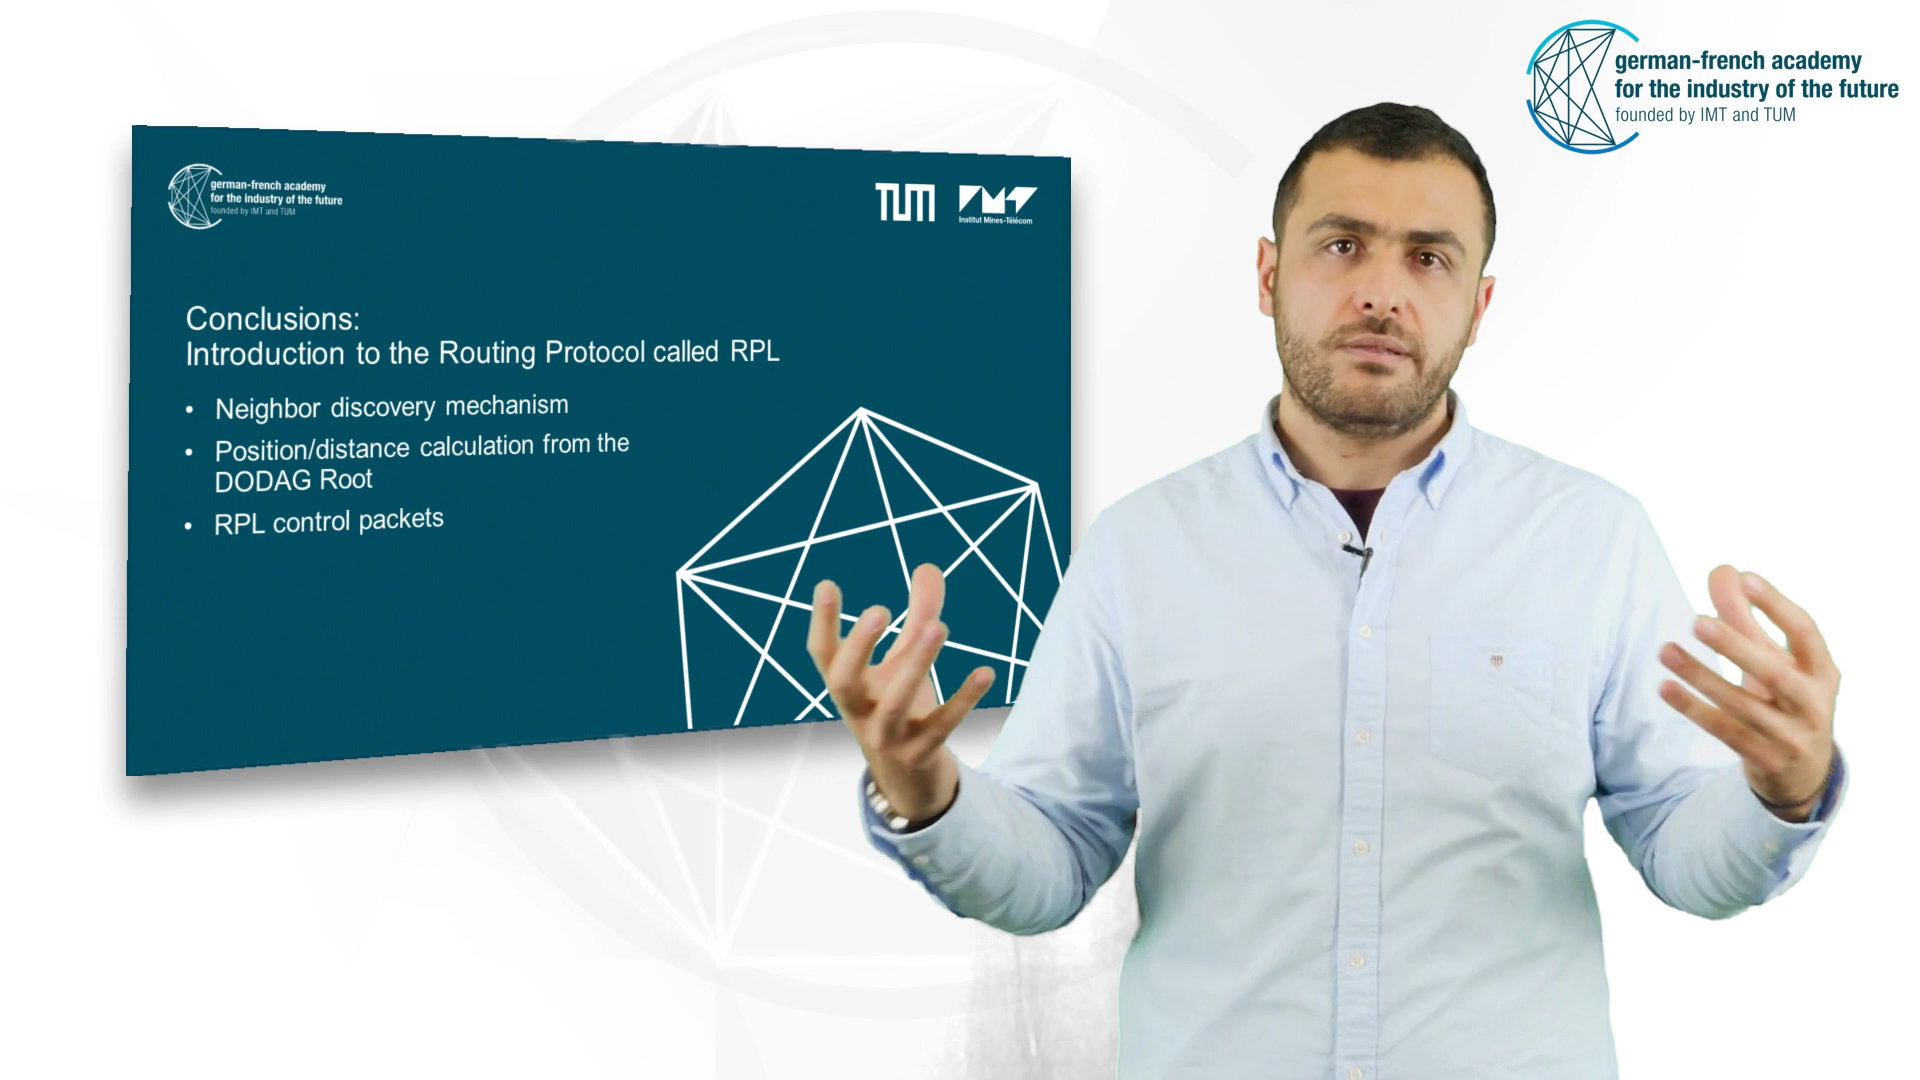 german-french academy
for the industry of the future
founded by IMT and TUM
german-french academy
for the industry of the future
founded by IMT and TUM
TUM
IMT
Institut Mines-Télécom
Conclusions:
Introduction to the Routing Protocol called RPL
• Neighbor discovery mechanism
• Position/distance calculation from the
DODAG Root
• RPL control packets